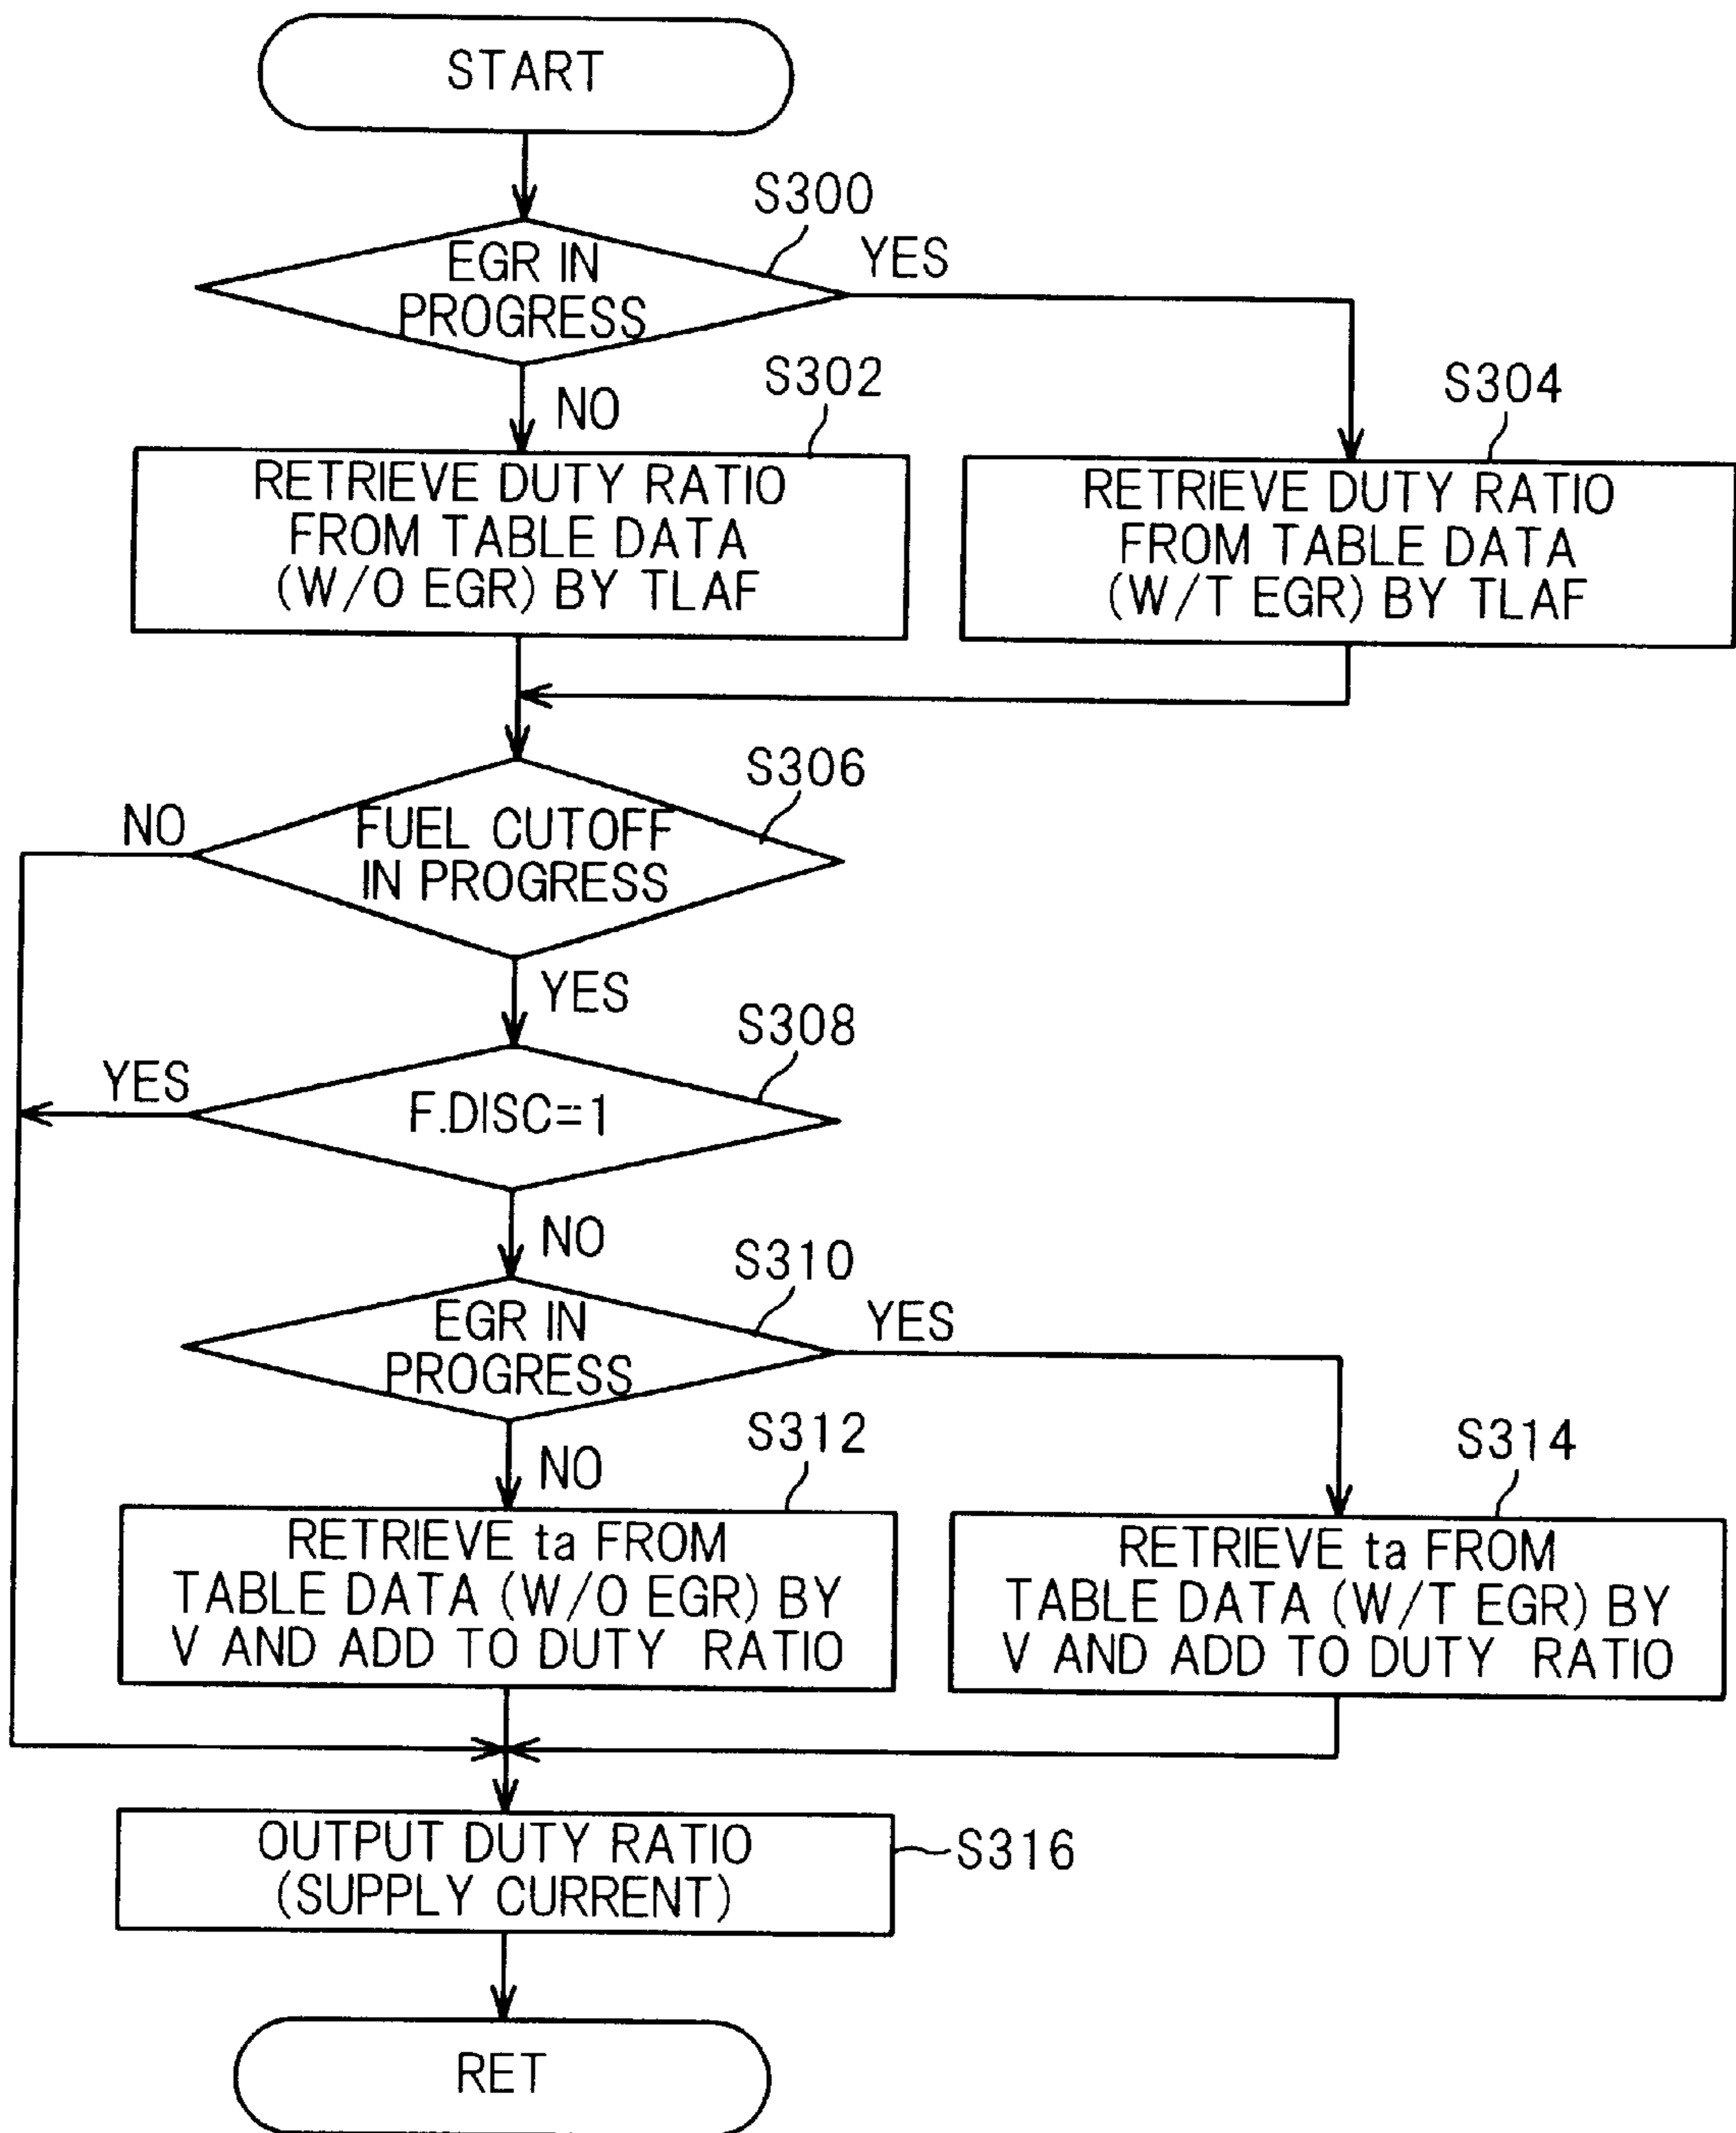 START
S300
EGR IN
PROGRESS
YES
NO
S302
RETRIEVE DUTY RATIO
FROM TABLE DATA
(W/O EGR) BY TLAF
S304
RETRIEVE DUTY RATIO
FROM TABLE DATA
(W/T EGR) BY TLAF
S306
FUEL CUTOFF
IN PROGRESS
NO
YES
S308
F.DISC=1
YES
NO
S310
EGR IN
PROGRESS
YES
NO
S312
RETRIEVE ta FROM
TABLE DATA (W/O EGR) BY
V AND ADD TO DUTY RATIO
S314
RETRIEVE ta FROM
TABLE DATA (W/T EGR) BY
V AND ADD TO DUTY RATIO
OUTPUT DUTY RATIO
(SUPPLY CURRENT)
S316
RET